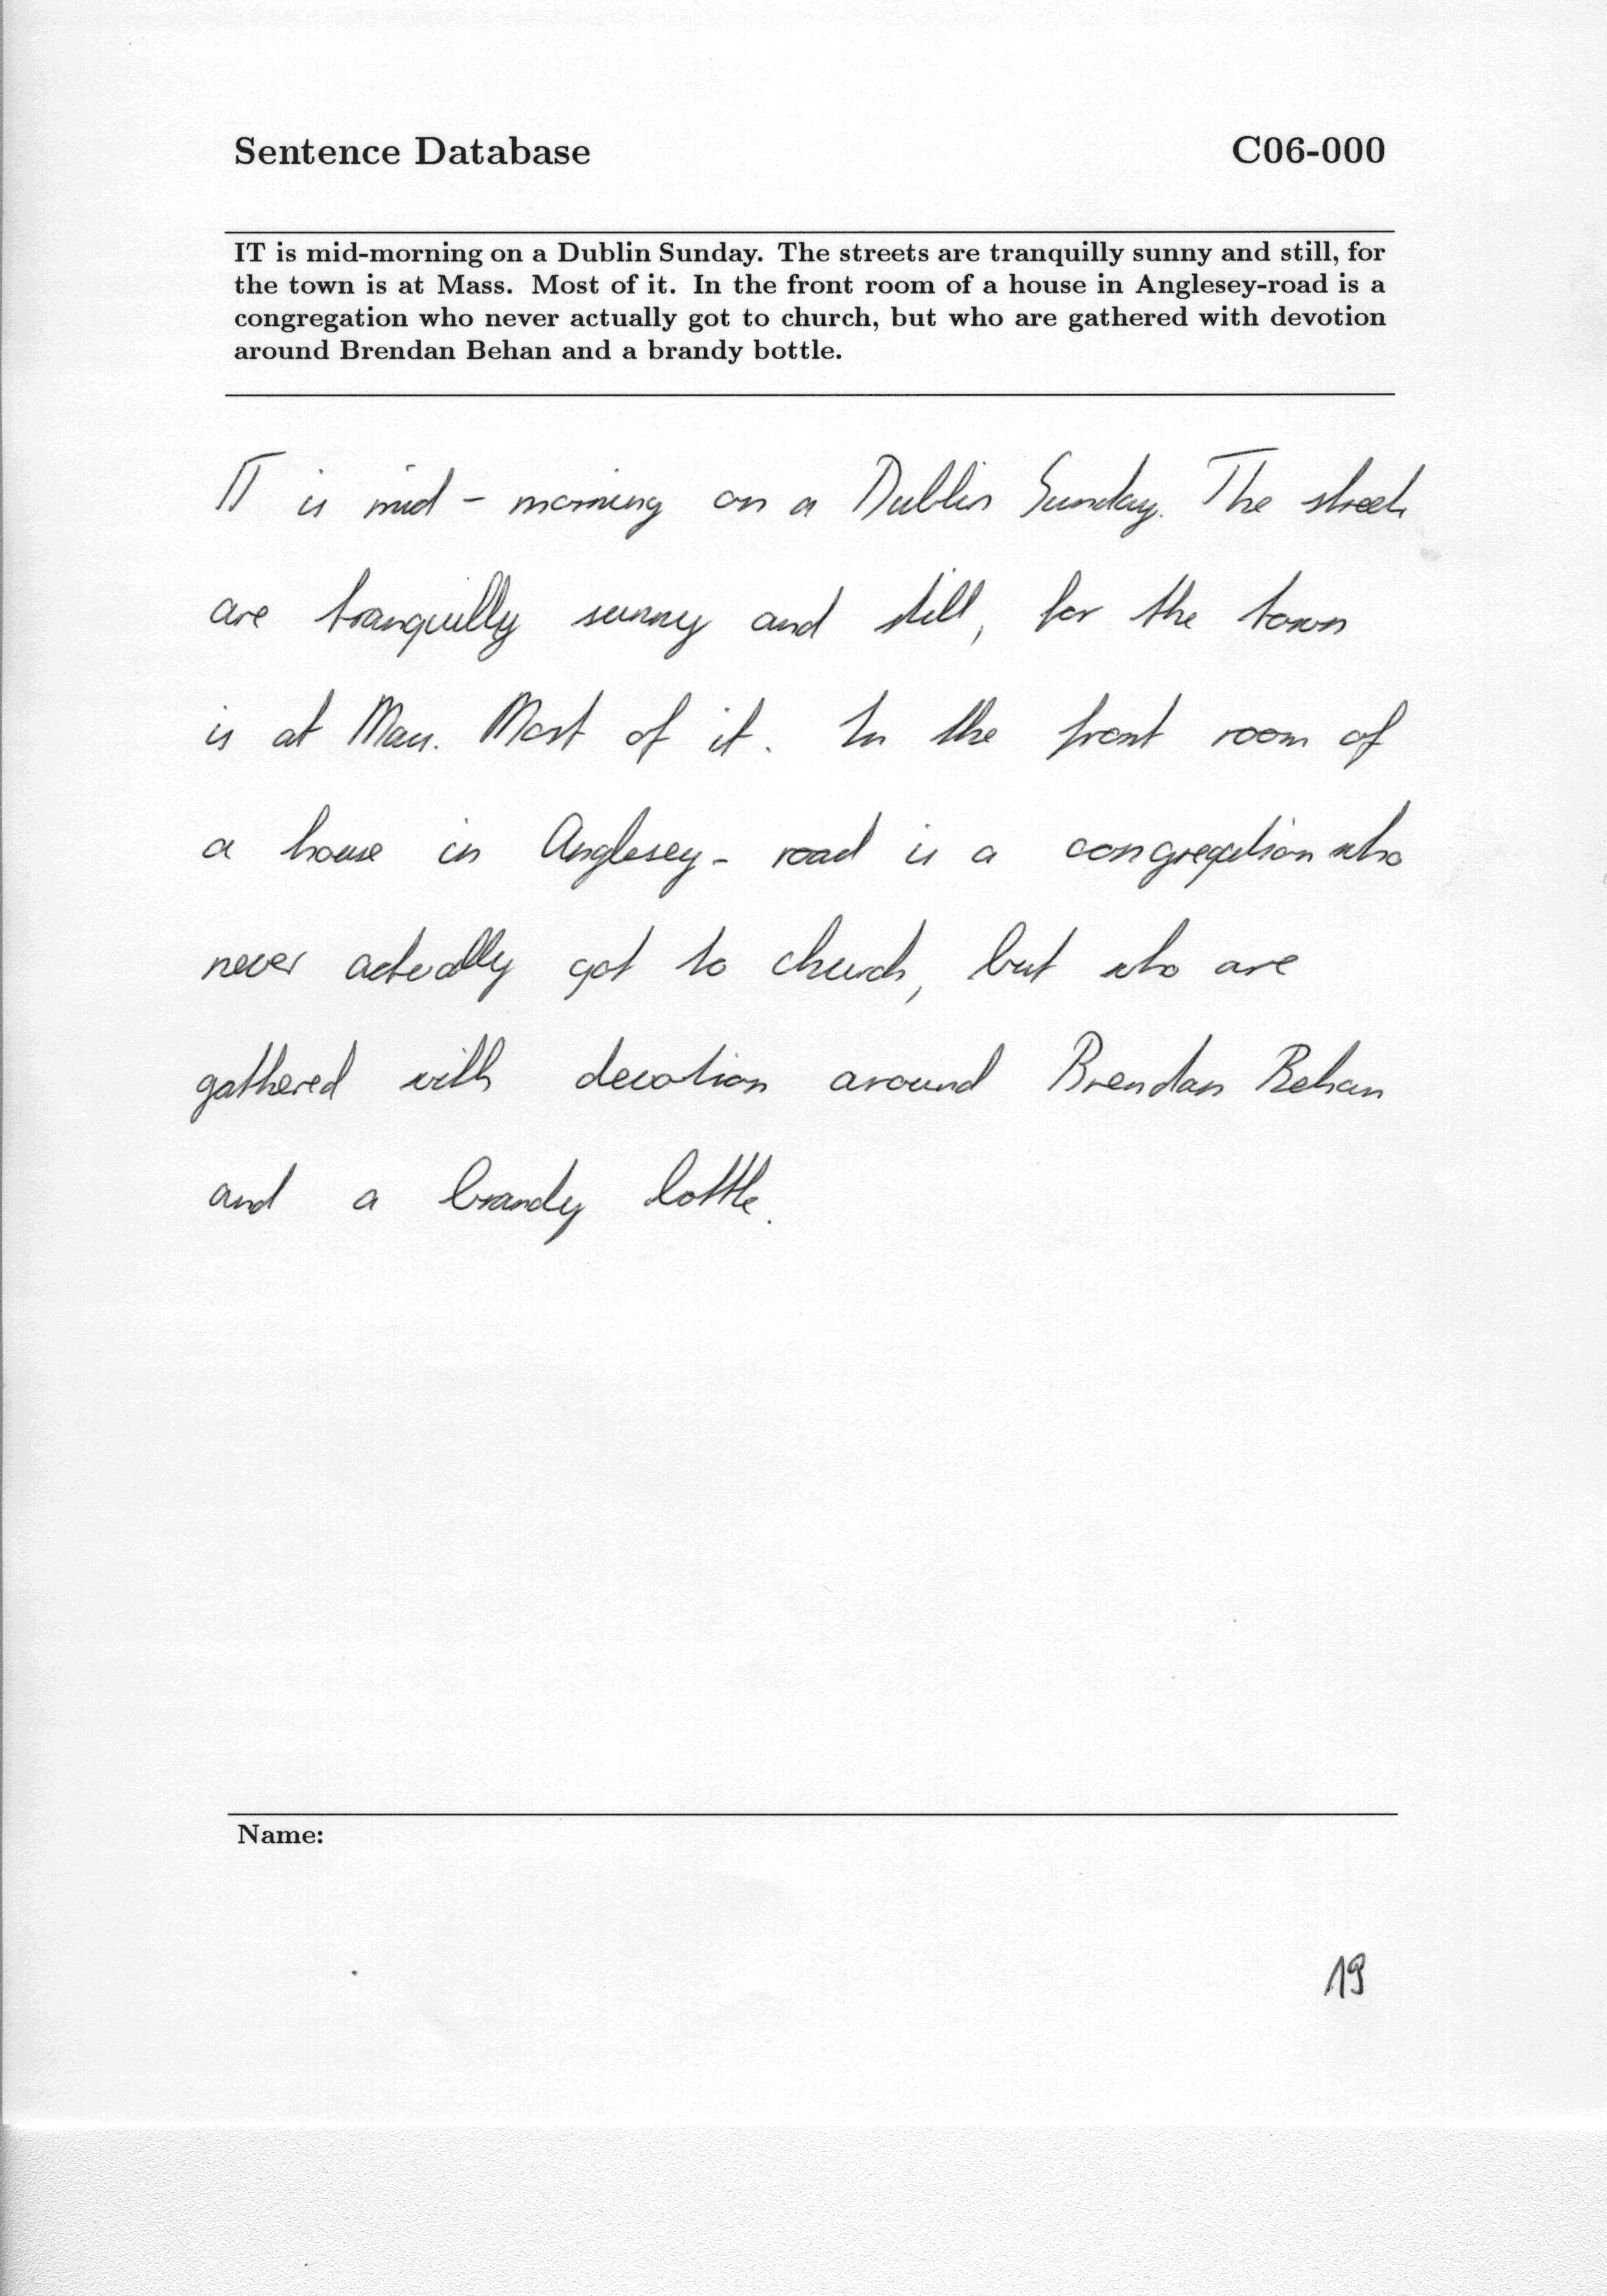 Sentence Database C06-000
IT is mid-morning on a Dublin Sunday. The streets are tranquilly sunny and still, for
the town is at Mass. Most of it. In the front room of a house in Anglesey-road is a
congregation who never actually got to church, but who are gathered with devotion
around Brendan Behan and a brandy bottle.
IT is mid - morning on a Dublin Sunday. The streets
are tranquilly sunny and still, for the town
is at Mass. Most of it. In the front room of
a house in Anglesey - road is a congregation who
never actually got to church, but who are
gathered with devotion around Brendan Behan
and a brandy bottle.
Name:
19